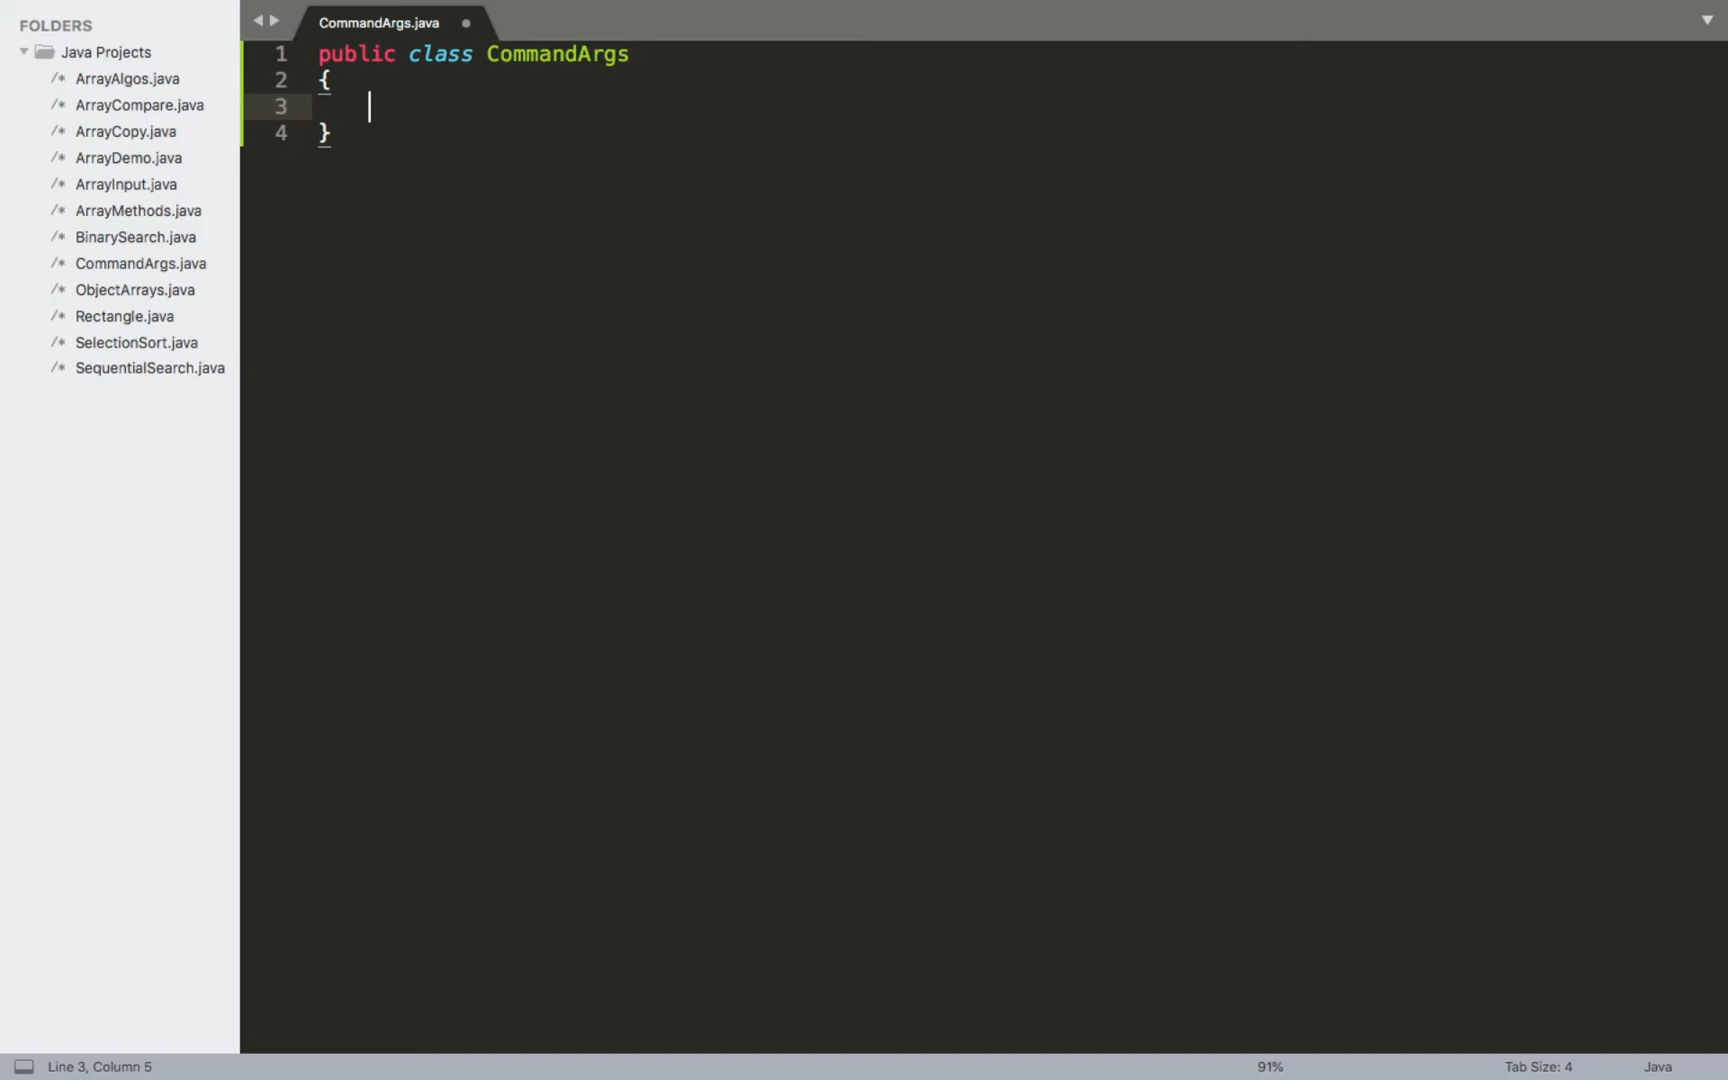 FOLDERS
Java Projects
/* ArrayAlgos.java
/* ArrayCompare.java
/* ArrayCopy.java
/* ArrayDemo.java
/* ArrayInput.java
/* ArrayMethods.java
/* BinarySearch.java
/* CommandArgs.java
/* ObjectArrays.java
/* Rectangle.java
/* SelectionSort.java
/* SequentialSearch.java
CommandArgs.java
1 public class CommandArgs
2 {
3
4 }
Line 3, Column 5
91%
Tab Size: 4
Java